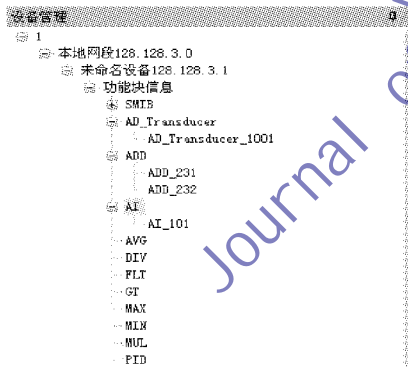 设备管理
1
本地网段128.128.3.0
未命名设备128.128.3.1
功能块信息
SMIB
AD_Transducer
AD_Transducer_1001
ADD
ADD_231
ADD_232
AI
AI_101
AVG
DIV
FLT
GT
MAX
MIN
MUL
PID
Journal o